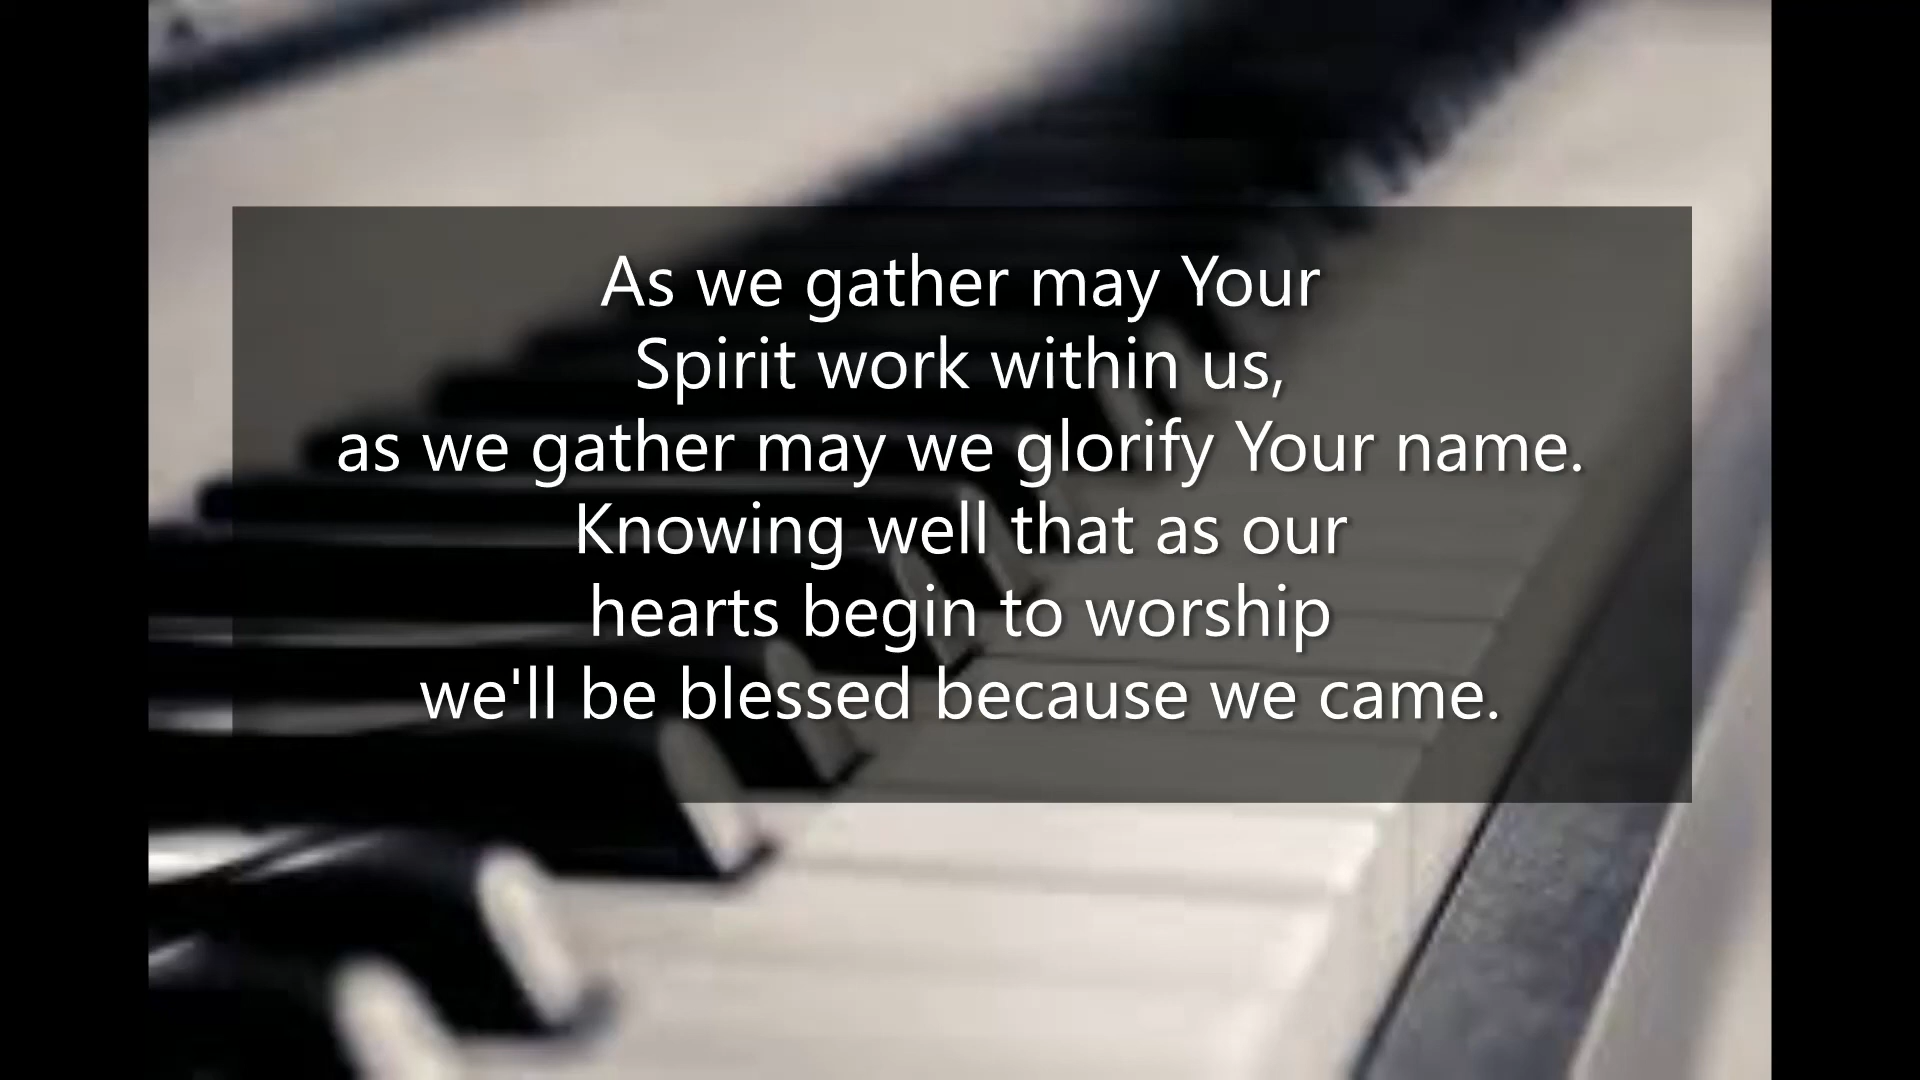 As we gather may Your
Spirit work within us,
as we gather may we glorify Your name.
Knowing well that as our
hearts begin to worship
we'll be blessed because we came.